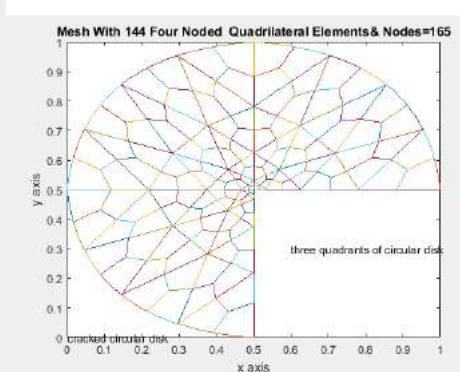 Mesh With 144 Four Noded Quadrilateral Elements& Nodes=165
1
0.9
0.8
0.7
0.6
0.5
0.4
0.3
0.2
0.1
0
y axis
three quadrants of circular disk
cracked circular disk
0 0.1 0.2 0.3 0.4 0.5 0.6 0.7 0.8 0.9 1
x axis